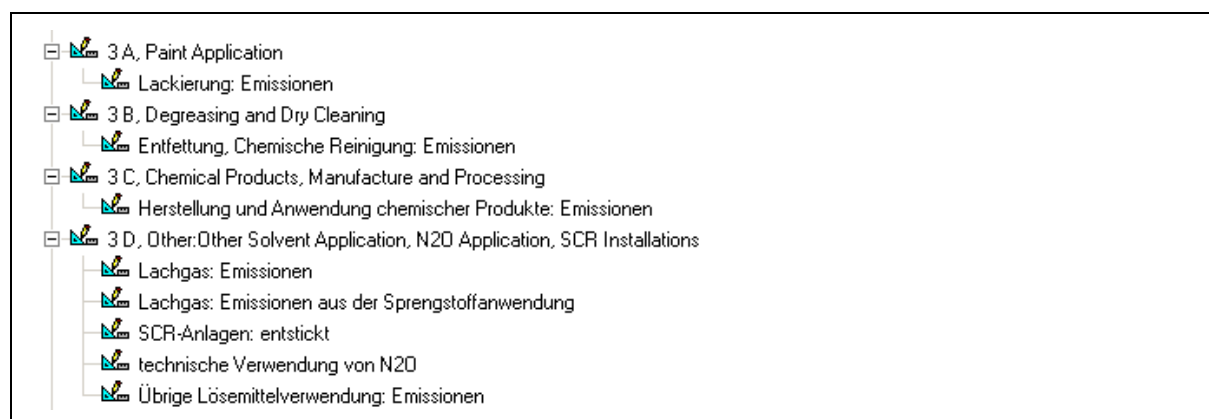 3 A, Paint Application
Lackierung: Emissionen
3 B, Degreasing and Dry Cleaning
Entfettung, Chemische Reinigung: Emissionen
3 C, Chemical Products, Manufacture and Processing
Herstellung und Anwendung chemischer Produkte: Emissionen
3 D, Other:Other Solvent Application, N2O Application, SCR Installations
Lachgas: Emissionen
Lachgas: Emissionen aus der Sprengstoffanwendung
SCR-Anlagen: entstickt
technische Verwendung von N2O
Übrige Lösemittelverwendung: Emissionen